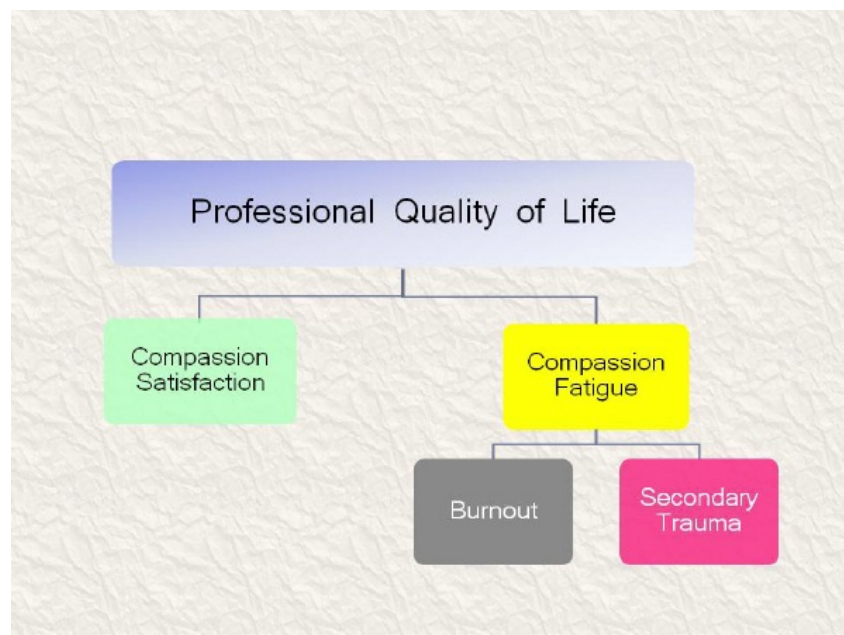 Professional Quality of Life
Compassion
Satisfaction
Compassion
Fatigue
Burnout
Secondary
Trauma